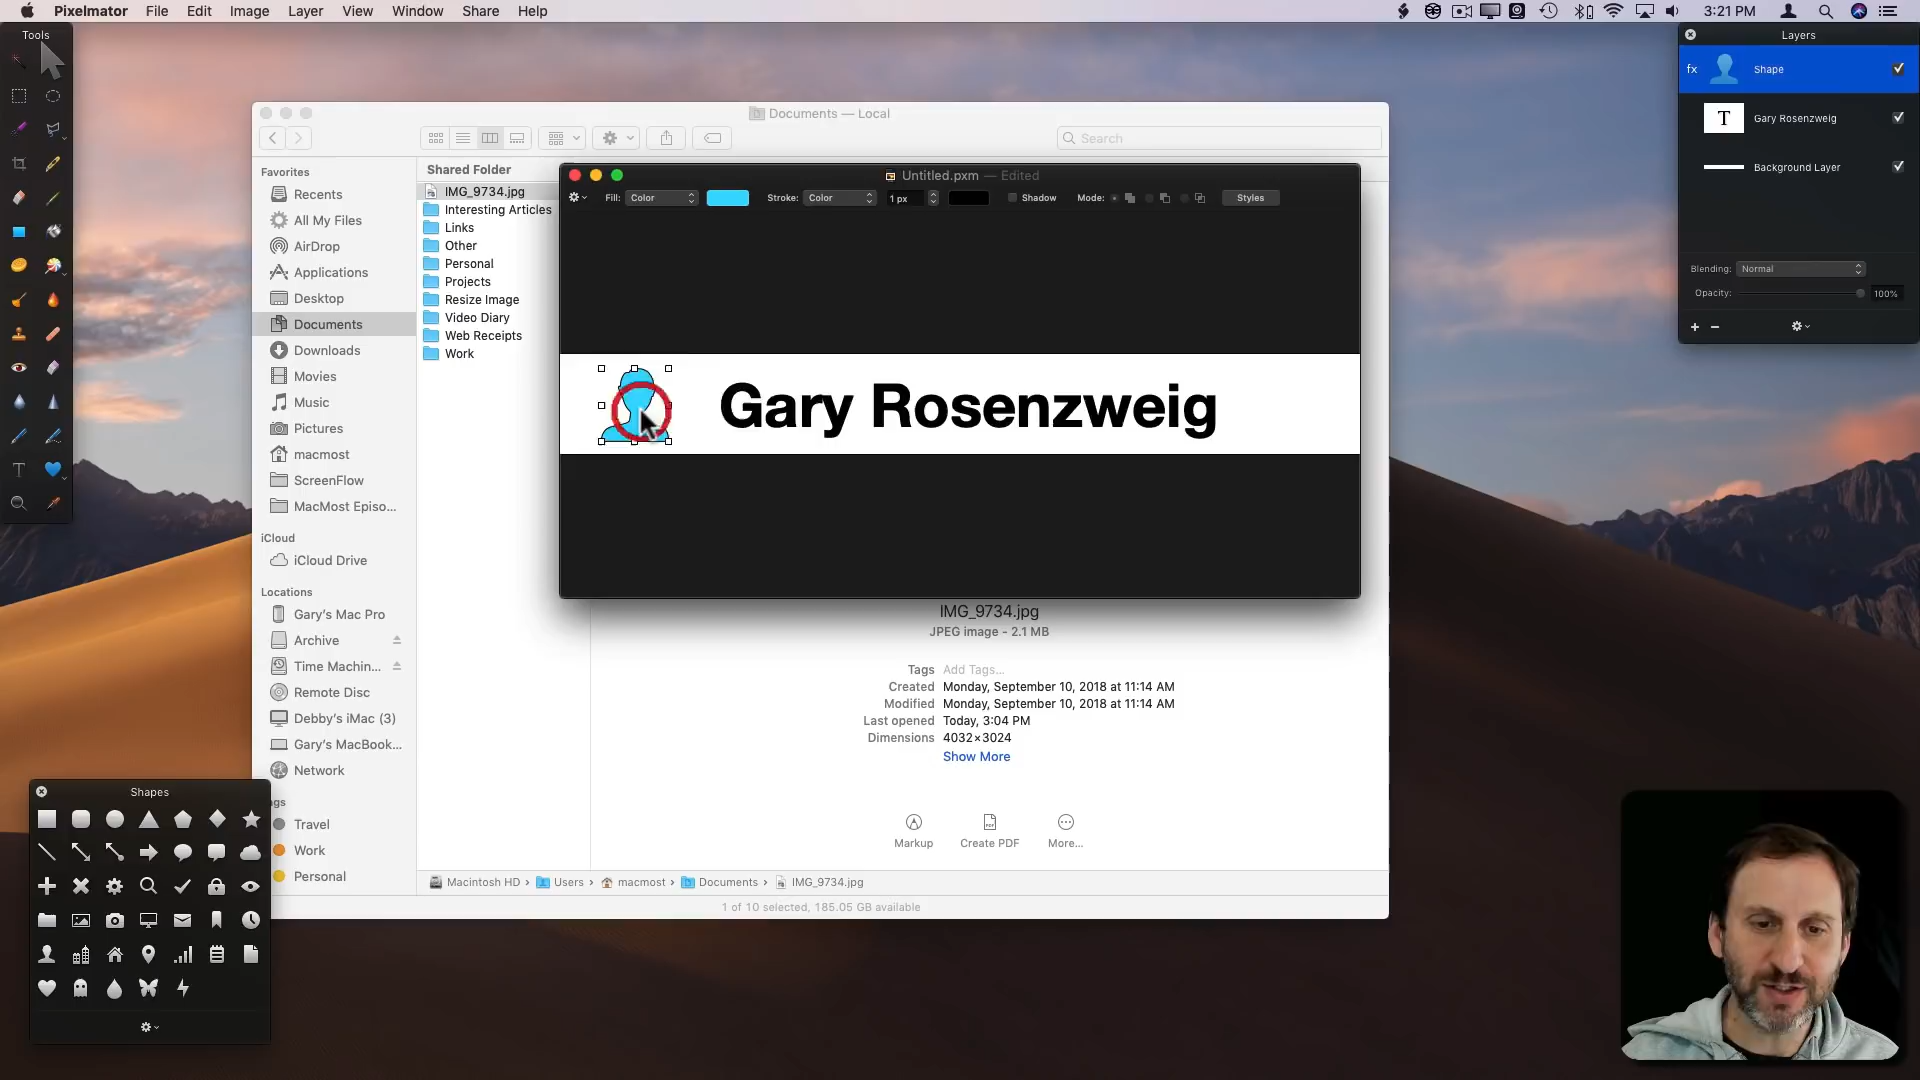 Pixelmator File Edit Image Layer View Window Share Help 3:21 PM
Tools
Layers
fx Shape
T Gary Rosenzweig
Background Layer
Blending: Normal
Opacity: 100%
Documents — Local
Search
Favorites
Recents
All My Files
AirDrop
Applications
Desktop
Documents
Downloads
Movies
Music
Pictures
macmost
ScreenFlow
MacMost Episo...
iCloud
iCloud Drive
Locations
Gary's Mac Pro
Archive
Time Machin...
Remote Disc
Debby's iMac (3)
Gary's MacBook...
Network
ags
Travel
Work
Personal
Shared Folder
IMG_9734.jpg
Interesting Articles
Links
Other
Personal
Projects
Resize Image
Video Diary
Web Receipts
Work
Untitled.pxm — Edited
Fill: Color Stroke: Color 1 px Shadow Mode: Styles
Gary Rosenzweig
IMG_9734.jpg
JPEG image - 2.1 MB
Tags Add Tags...
Created Monday, September 10, 2018 at 11:14 AM
Modified Monday, September 10, 2018 at 11:14 AM
Last opened Today, 3:04 PM
Dimensions 4032×3024
Show More
Markup Create PDF More...
Macintosh HD › Users › macmost › Documents › IMG_9734.jpg
1 of 10 selected, 185.05 GB available
Shapes